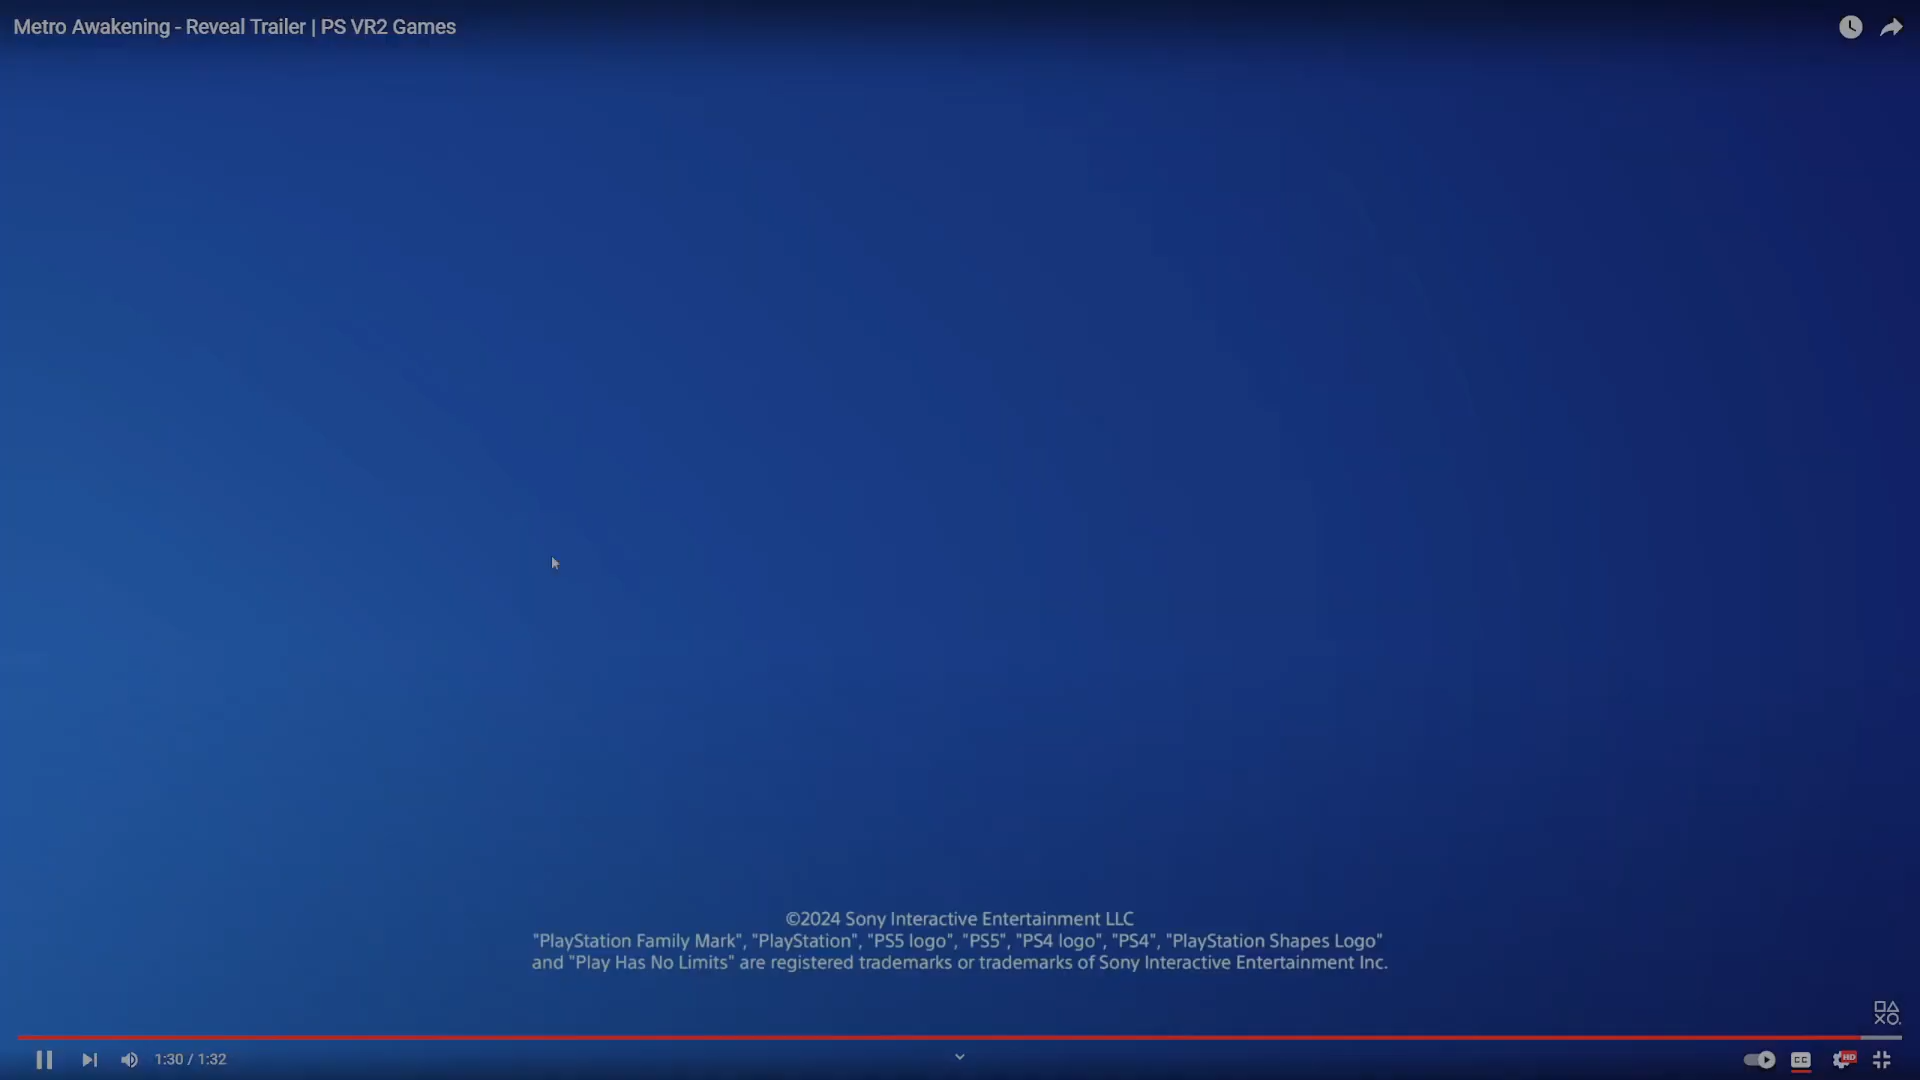 Metro Awakening - Reveal Trailer | PS VR2 Games
©2024 Sony Interactive Entertainment LLC
"PlayStation Family Mark", "PlayStation", "PS5 logo", "PS5", "PS4 logo", "PS4", "PlayStation Shapes Logo"
and "Play Has No Limits" are registered trademarks or trademarks of Sony Interactive Entertainment Inc.
1:30 / 1:32
CC
HD